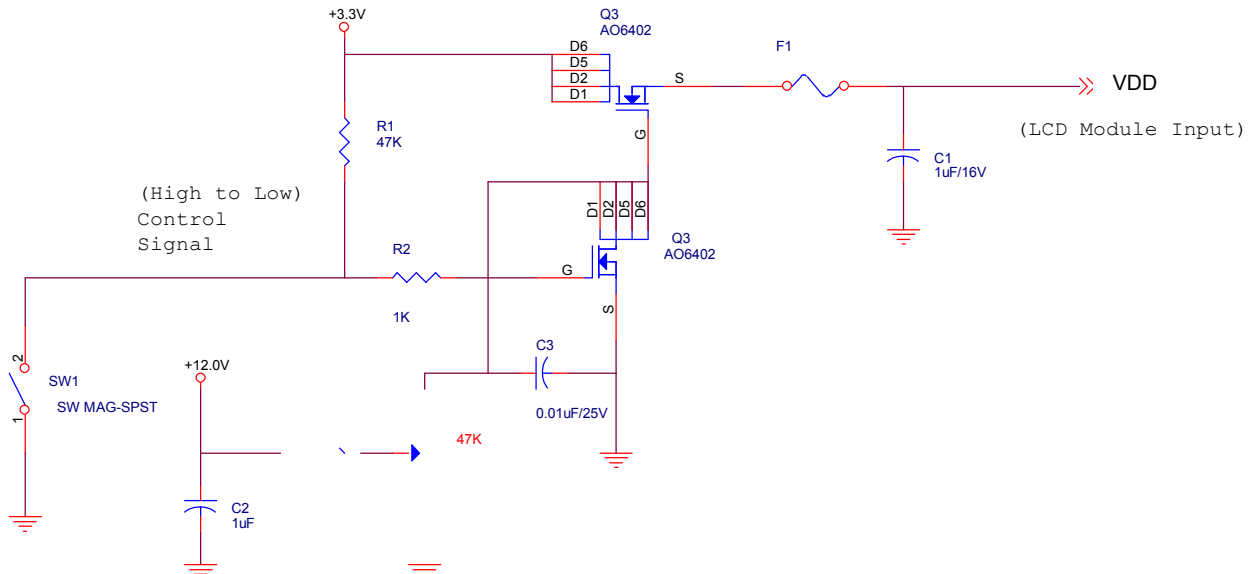 +3.3V
Q3
AO6402
D6
D5
D2
D1
S
G
F1
VDD
(LCD Module Input)
R1
47K
C1
1uF/16V
(High to Low)
Control
Signal
D1
D2
D5
D6
Q3
AO6402
R2
G
1K
S
C3
0.01uF/25V
2
SW1
1
SW MAG-SPST
+12.0V
47K
C2
1uF